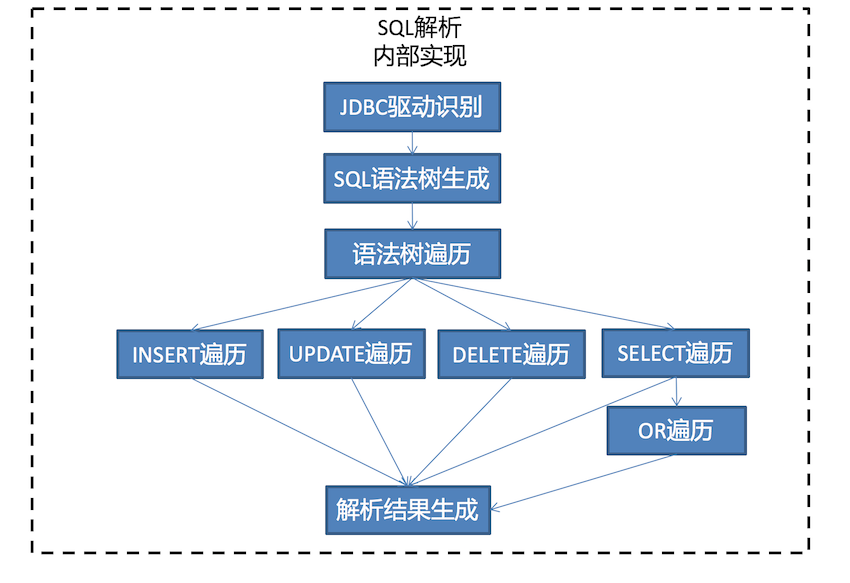 SQL解析
内部实现
JDBC驱动识别
SQL语法树生成
语法树遍历
INSERT遍历
UPDATE遍历
DELETE遍历
SELECT遍历
OR遍历
解析结果生成